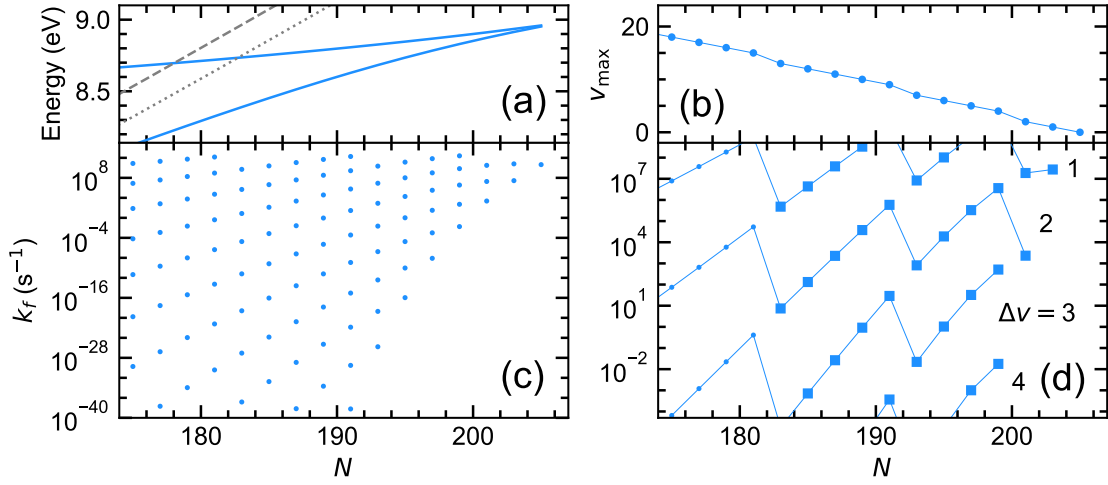 9.0
8.5
Energy (eV)
(a)
20
0
v_max
(b)
10^8
10^−4
10^−16
10^−28
10^−40
k_f (s^−1)
(c)
180
190
200
N
10^7
10^4
10^1
10^−2
1
2
Δv = 3
4
(d)
180
190
200
N